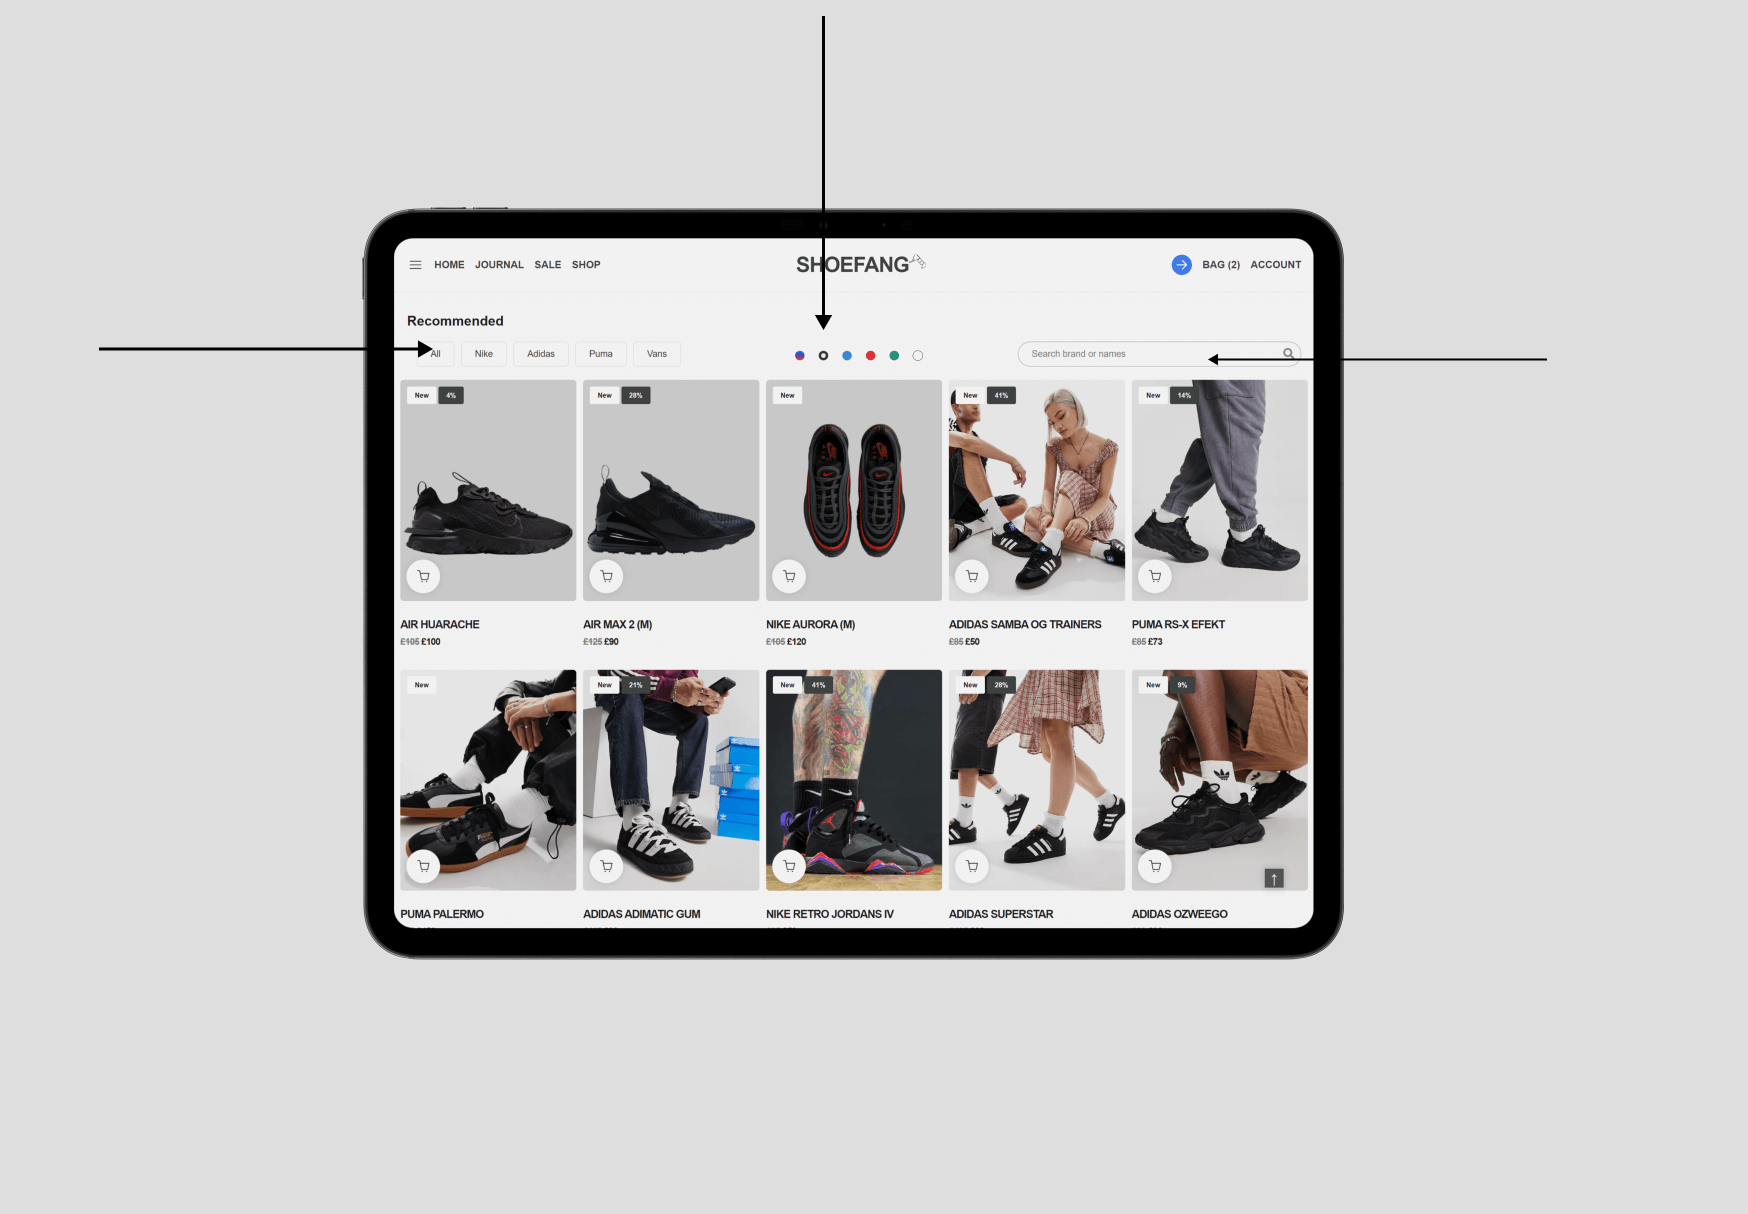 HOME JOURNAL SALE SHOP
SHOEFANG
BAG (2) ACCOUNT
Recommended
All Nike Adidas Puma Vans
Search brand or names
New 4%
New 28%
New
New 41%
New 14%
AIR HUARACHE
£105 £100
AIR MAX 2 (M)
£125 £90
NIKE AURORA (M)
£105 £120
ADIDAS SAMBA OG TRAINERS
£85 £50
PUMA RS-X EFEKT
£85 £73
New
New 21%
New 41%
New 28%
New 9%
PUMA PALERMO
ADIDAS ADIMATIC GUM
NIKE RETRO JORDANS IV
ADIDAS SUPERSTAR
ADIDAS OZWEEGO